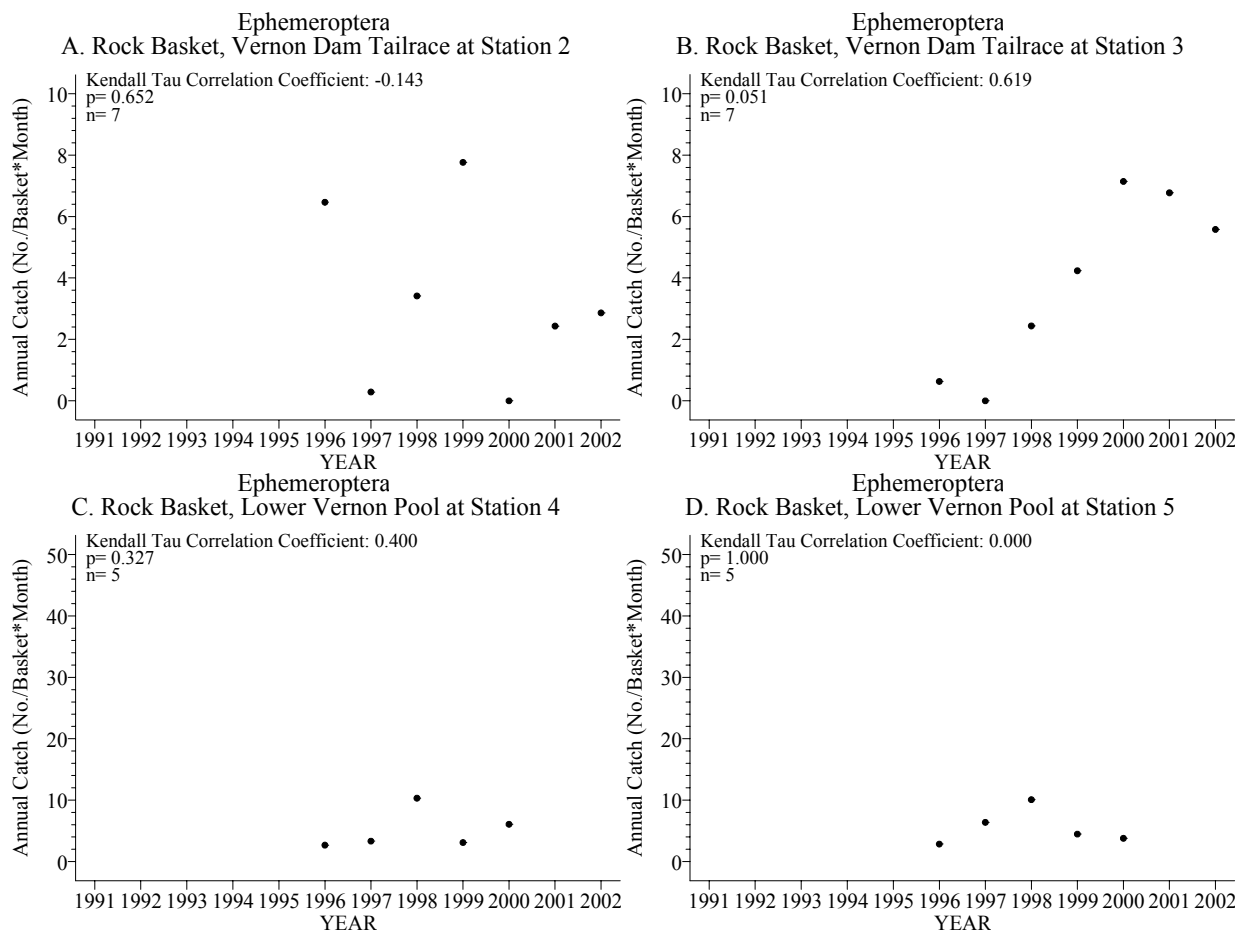 Ephemeroptera
A. Rock Basket, Vernon Dam Tailrace at Station 2
Kendall Tau Correlation Coefficient: -0.143
p= 0.652
n= 7
Annual Catch (No./Basket*Month)
10
8
6
4
2
0
1991 1992 1993 1994 1995 1996 1997 1998 1999 2000 2001 2002
YEAR
Ephemeroptera
B. Rock Basket, Vernon Dam Tailrace at Station 3
Kendall Tau Correlation Coefficient: 0.619
p= 0.051
n= 7
Annual Catch (No./Basket*Month)
10
8
6
4
2
0
1991 1992 1993 1994 1995 1996 1997 1998 1999 2000 2001 2002
YEAR
Ephemeroptera
C. Rock Basket, Lower Vernon Pool at Station 4
Kendall Tau Correlation Coefficient: 0.400
p= 0.327
n= 5
Annual Catch (No./Basket*Month)
50
40
30
20
10
0
1991 1992 1993 1994 1995 1996 1997 1998 1999 2000 2001 2002
YEAR
Ephemeroptera
D. Rock Basket, Lower Vernon Pool at Station 5
Kendall Tau Correlation Coefficient: 0.000
p= 1.000
n= 5
Annual Catch (No./Basket*Month)
50
40
30
20
10
0
1991 1992 1993 1994 1995 1996 1997 1998 1999 2000 2001 2002
YEAR